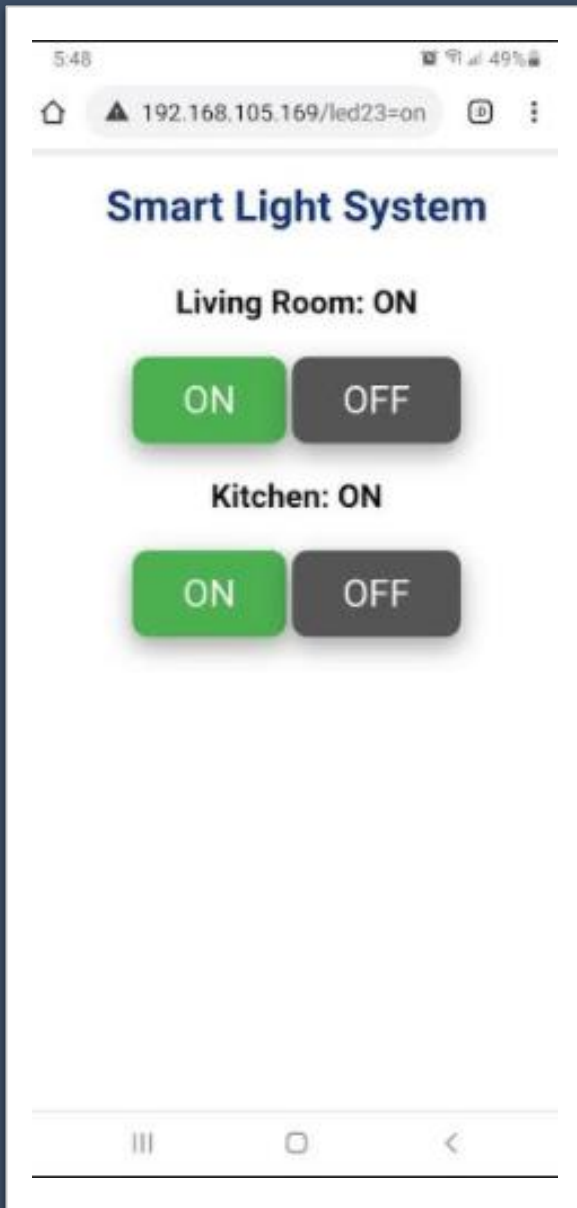 5:48 49%
192.168.105.169/led23=on :D
Smart Light System
Living Room: ON
ON OFF
Kitchen: ON
ON OFF